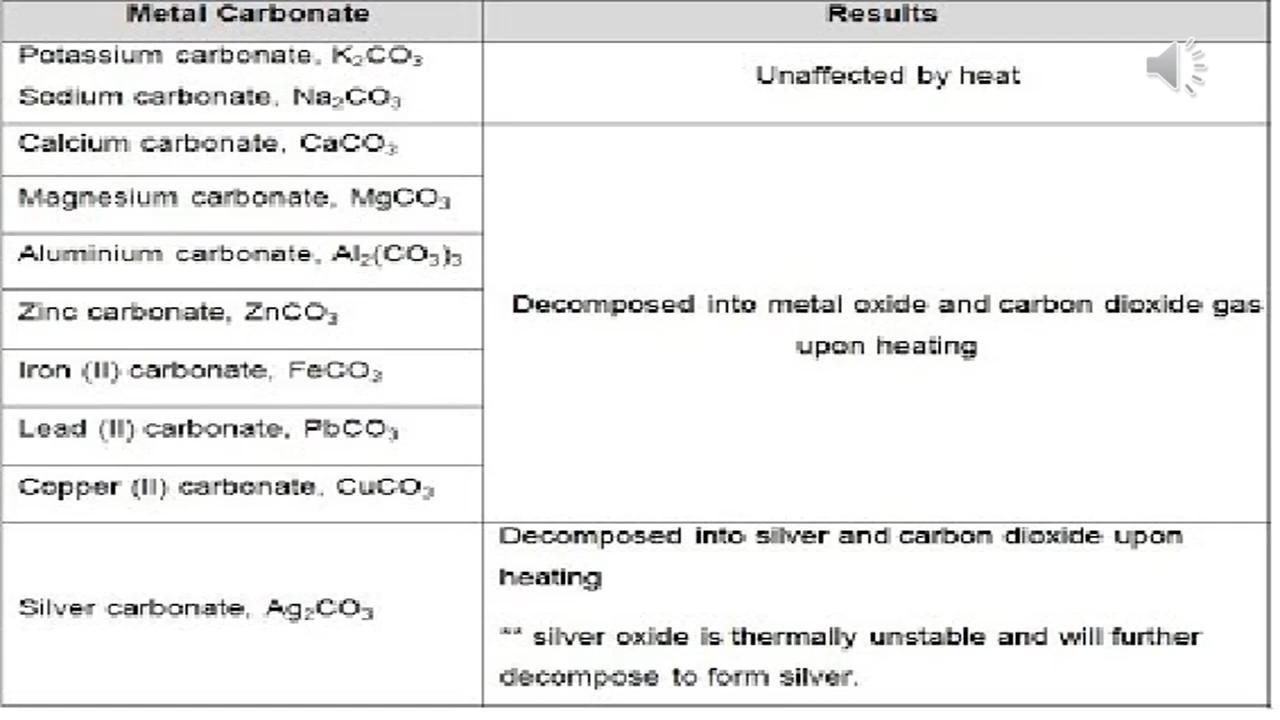 Metal Carbonate
Results
Potassium carbonate, K₂CO₃
Sodium carbonate, Na₂CO₃
Unaffected by heat
Calcium carbonate, CaCO₃
Magnesium carbonate, MgCO₃
Aluminium carbonate, Al₂(CO₃)₃
Zinc carbonate, ZnCO₃
Iron (II) carbonate, FeCO₃
Lead (II) carbonate, PbCO₃
Copper (II) carbonate, CuCO₃
Decomposed into metal oxide and carbon dioxide gas
upon heating
Silver carbonate, Ag₂CO₃
Decomposed into silver and carbon dioxide upon
heating
** silver oxide is thermally unstable and will further
decompose to form silver.